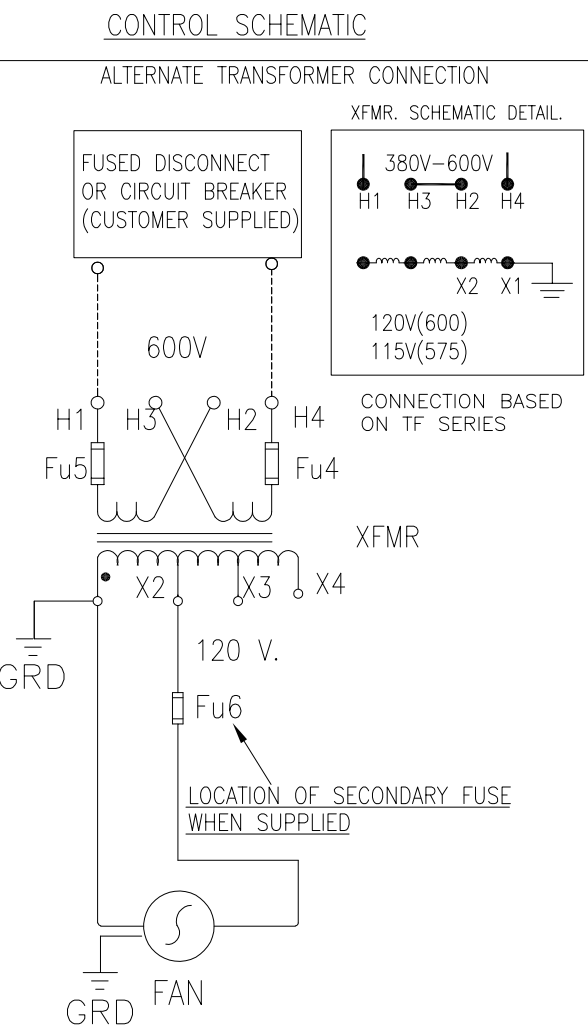 CONTROL SCHEMATIC
ALTERNATE TRANSFORMER CONNECTION
XFMR. SCHEMATIC DETAIL.
FUSED DISCONNECT
OR CIRCUIT BREAKER
(CUSTOMER SUPPLIED)
380V-600V
H1 H3 H2 H4
X2 X1
120V(600)
115V(575)
CONNECTION BASED
ON TF SERIES
600V
H1 H3 H2 H4
Fu5 Fu4
XFMR
X2 X3 X4
GRD
120 V.
Fu6
LOCATION OF SECONDARY FUSE
WHEN SUPPLIED
FAN
GRD